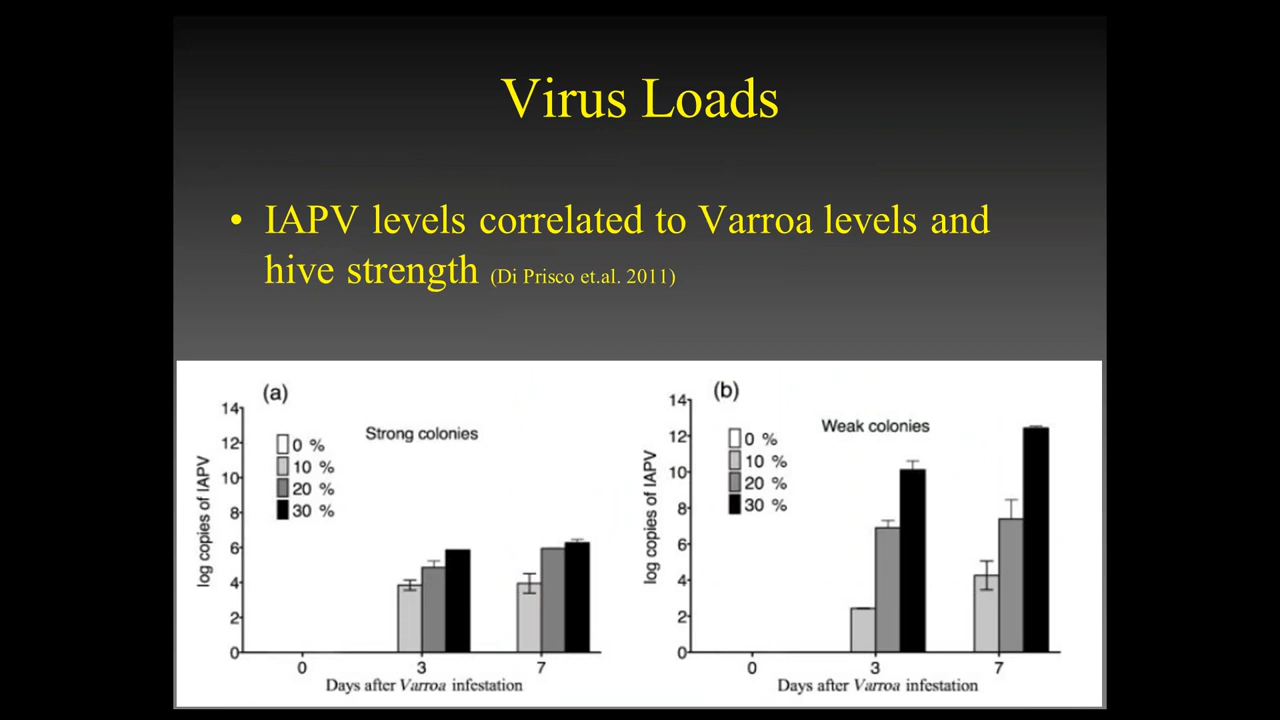 Virus Loads
• IAPV levels correlated to Varroa levels and
hive strength (Di Prisco et.al. 2011)
(a)
Strong colonies
0 %
10 %
20 %
30 %
log copies of IAPV
14
12
10
8
6
4
2
0
0 3 7
Days after Varroa infestation
(b)
Weak colonies
0 %
10 %
20 %
30 %
log copies of IAPV
14
12
10
8
6
4
2
0
0 3 7
Days after Varroa infestation